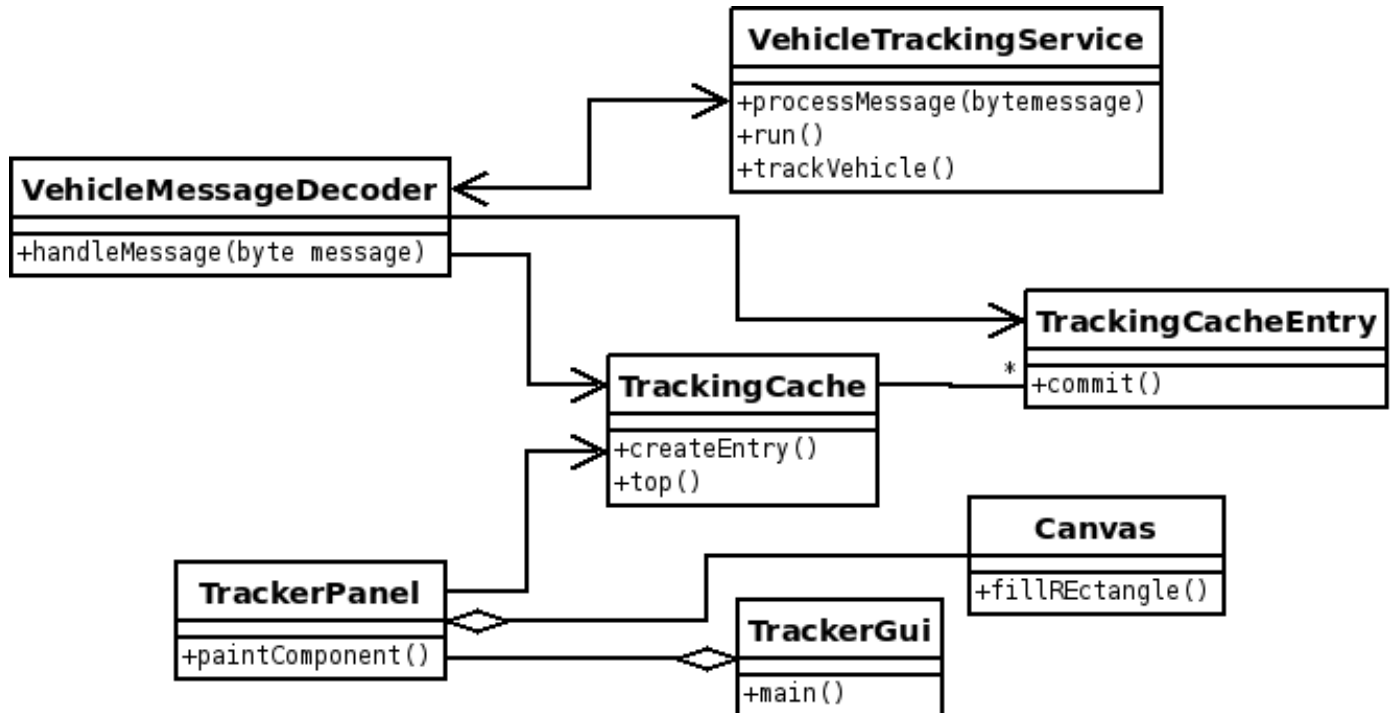 VehicleTrackingService
+processMessage(bytemessage)
+run()
+trackVehicle()
VehicleMessageDecoder
+handleMessage(byte message)
TrackingCacheEntry
*
+commit()
TrackingCache
+createEntry()
+top()
Canvas
+fillREctangle()
TrackerPanel
+paintComponent()
TrackerGui
+main()